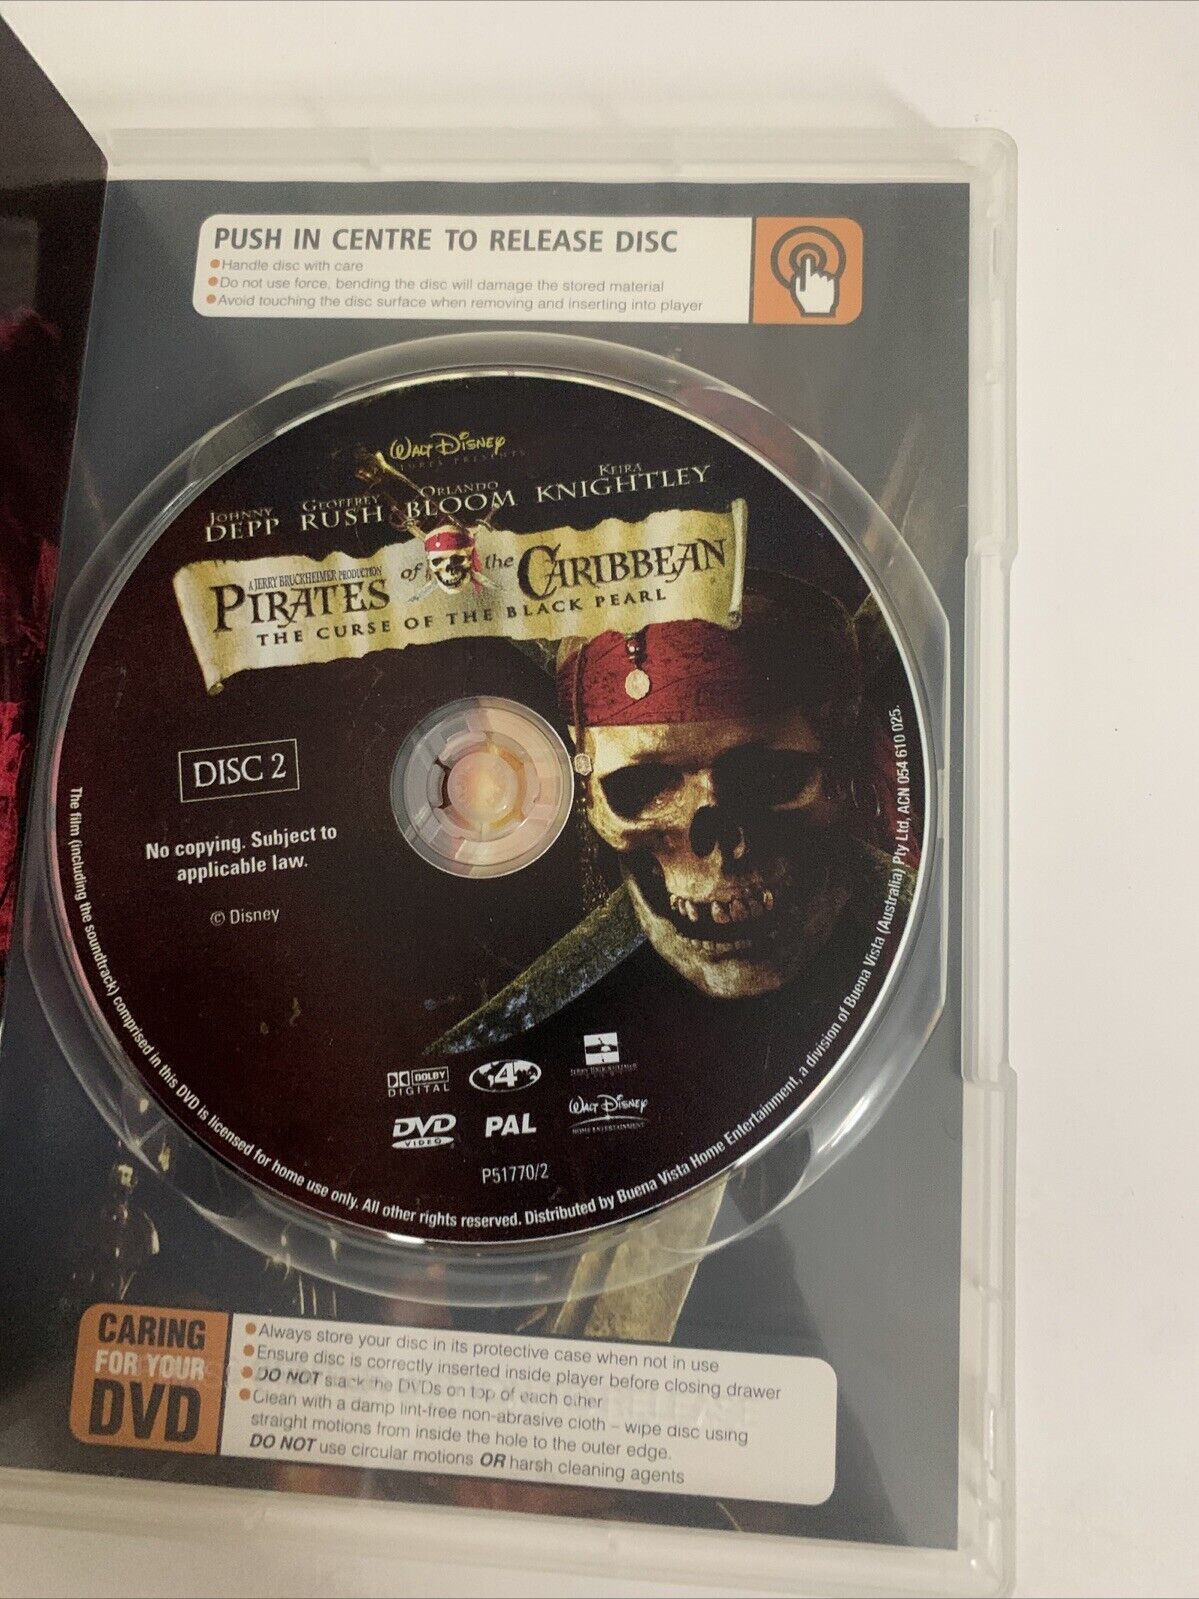 PUSH IN CENTRE TO RELEASE DISC
Handle disc with care
Do not use force, bending the disc will damage the stored material
Avoid touching the disc surface when removing and inserting into player
WALT DISNEY
PICTURES PRESENTS
JOHNNY DEPP GEOFFREY RUSH ORLANDO BLOOM KEIRA KNIGHTLEY
A JERRY BRUCKHEIMER PRODUCTION
PIRATES of the CARIBBEAN
THE CURSE OF THE BLACK PEARL
DISC 2
No copying. Subject to
applicable law.
© Disney
DOLBY
DIGITAL
4
JERRY BRUCKHEIMER
DVD
VIDEO
PAL
WALT DISNEY
HOME ENTERTAINMENT
P51770/2
The film (including the soundtrack) comprised in this DVD is licensed for home use only. All other rights reserved. Distributed by Buena Vista Home Entertainment, a division of Buena Vista (Australia) Pty Ltd, ACN 054 610 025.
CARING
FOR YOUR
DVD
Always store your disc in its protective case when not in use
Ensure disc is correctly inserted inside player before closing drawer
DO NOT stack the DVDs on top of each other
Clean with a damp lint-free non-abrasive cloth – wipe disc using
straight motions from inside the hole to the outer edge.
DO NOT use circular motions OR harsh cleaning agents